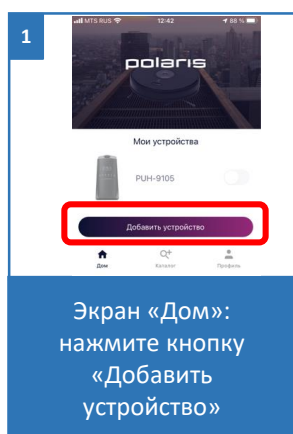 1
MTS RUS 12:42 88 %
polaris
Мои устройства
PUH-9105
Добавить устройство
Дом Каталог Профиль
Экран «Дом»:
нажмите кнопку
«Добавить
устройство»